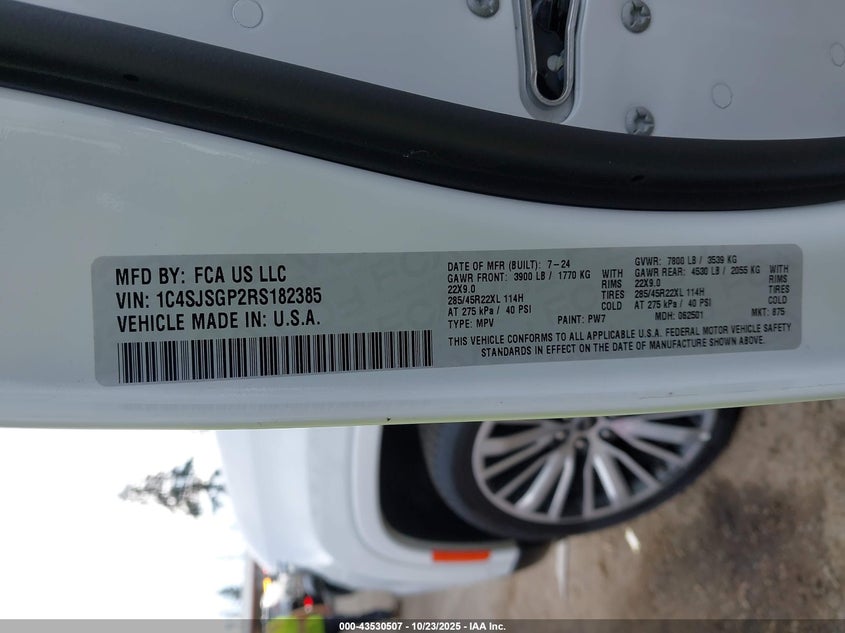 MFD BY: FCA US LLC
VIN: 1C4SJSGP2RS182385
VEHICLE MADE IN: U.S.A.
DATE OF MFR (BUILT): 7-24
GAWR FRONT: 3900 LB / 1770 KG WITH
22X9.0 RIMS
285/45R22XL 114H TIRES
AT 275 kPa / 40 PSI COLD
TYPE: MPV PAINT: PW7
GVWR: 7800 LB / 3539 KG
GAWR REAR: 4530 LB / 2055 KG WITH
22X9.0 RIMS
285/45R22XL 114H TIRES
AT 275 kPa / 40 PSI COLD
MDH: 062501 MKT: 875
THIS VEHICLE CONFORMS TO ALL APPLICABLE U.S.A. FEDERAL MOTOR VEHICLE SAFETY
STANDARDS IN EFFECT ON THE DATE OF MANUFACTURE SHOWN ABOVE.
000-43530507 - 10/23/2025 - IAA Inc.